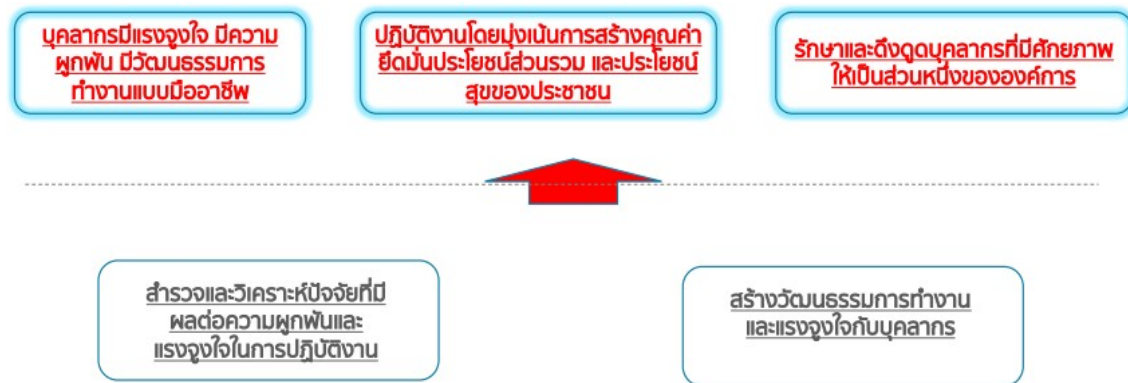 บุคลากรมีแรงจูงใจ มีความ
ผูกพัน มีวัฒนธรรมการ
ทำงานแบบมืออาชีพ
ปฏิบัติงานโดยมุ่งเน้นการสร้างคุณค่า
ยึดมั่นประโยชน์ส่วนรวม และประโยชน์
สุขของประชาชน
รักษาและดึงดูดบุคลากรที่มีศักยภาพ
ให้เป็นส่วนหนึ่งขององค์การ
สำรวจและวิเคราะห์ปัจจัยที่มี
ผลต่อความผูกพันและ
แรงจูงใจในการปฏิบัติงาน
สร้างวัฒนธรรมการทำงาน
และแรงจูงใจกับบุคลากร